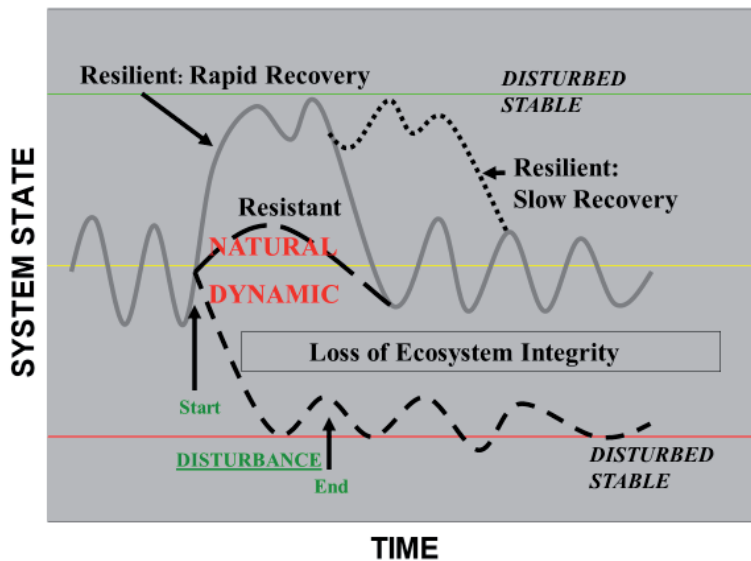 Resilient: Rapid Recovery
DISTURBED
STABLE
Resilient:
Slow Recovery
Resistant
NATURAL
DYNAMIC
Loss of Ecosystem Integrity
Start
DISTURBANCE
End
DISTURBED
STABLE
SYSTEM STATE
TIME